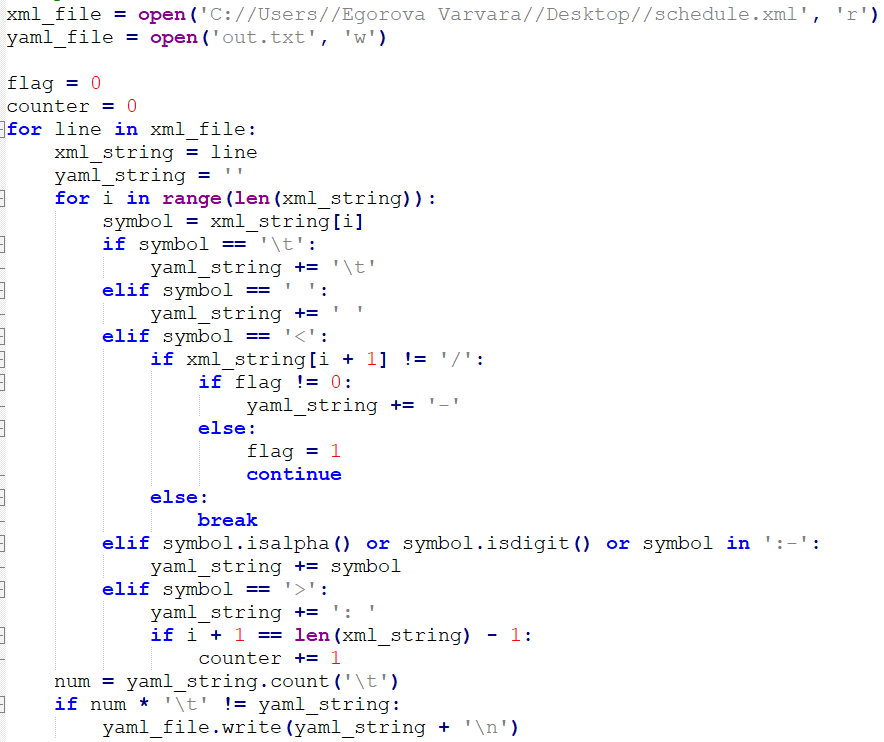 xml_file = open('C://Users//Egorova Varvara//Desktop//schedule.xml', 'r')
yaml_file = open('out.txt', 'w')

flag = 0
counter = 0
for line in xml_file:
    xml_string = line
    yaml_string = ''
    for i in range(len(xml_string)):
        symbol = xml_string[i]
        if symbol == '\t':
            yaml_string += '\t'
        elif symbol == ' ':
            yaml_string += ' '
        elif symbol == '<':
            if xml_string[i + 1] != '/':
                if flag != 0:
                    yaml_string += '-'
                else:
                    flag = 1
                    continue
            else:
                break
        elif symbol.isalpha() or symbol.isdigit() or symbol in ':-':
            yaml_string += symbol
        elif symbol == '>':
            yaml_string += ': '
            if i + 1 == len(xml_string) - 1:
                counter += 1
    num = yaml_string.count('\t')
    if num * '\t' != yaml_string:
        yaml_file.write(yaml_string + '\n')